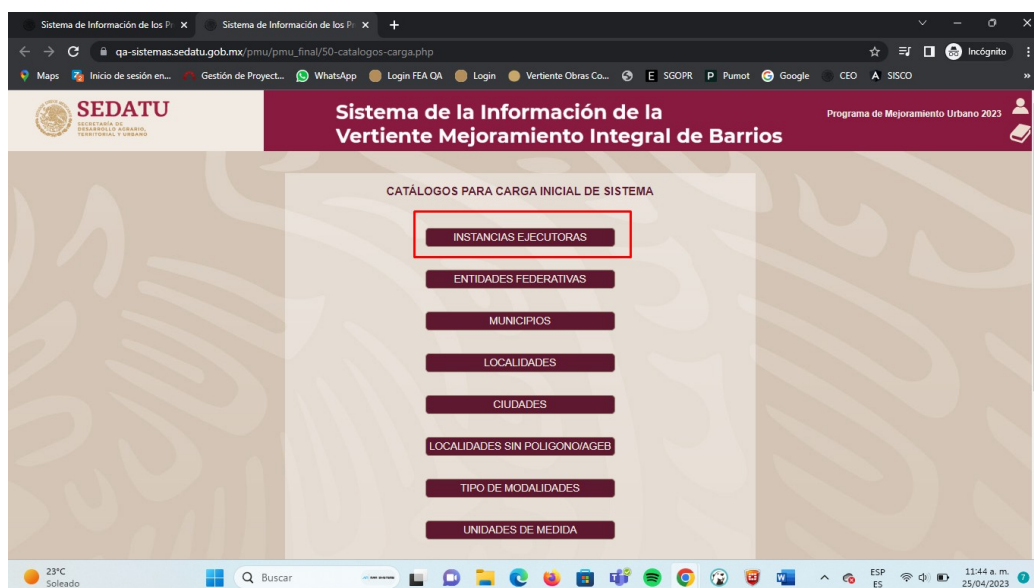 Sistema de Información de los Pr
Sistema de Información de los Pr
qa-sistemas.sedatu.gob.mx/pmu/pmu_final/50-catalogos-carga.php
Incógnito
Maps
Inicio de sesión en...
Gestión de Proyect...
WhatsApp
Login FEA QA
Login
Vertiente Obras Co...
E SGOPR
P Pumot
G Google
CEO
A SISCO
»
SEDATU
SECRETARÍA DE
DESARROLLO AGRARIO,
TERRITORIAL Y URBANO
Sistema de la Información de la
Vertiente Mejoramiento Integral de Barrios
Programa de Mejoramiento Urbano 2023
CATÁLOGOS PARA CARGA INICIAL DE SISTEMA
INSTANCIAS EJECUTORAS
ENTIDADES FEDERATIVAS
MUNICIPIOS
LOCALIDADES
CIUDADES
LOCALIDADES SIN POLIGONO/AGEB
TIPO DE MODALIDADES
UNIDADES DE MEDIDA
23°C
Soleado
Buscar
ESP
ES
11:44 a. m.
25/04/2023